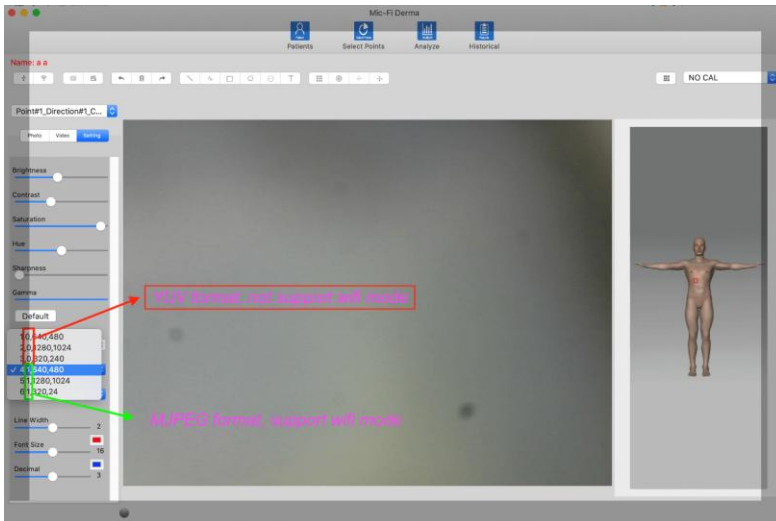 Mic-Fi Derma
Patients
Select Points
Analyze
Historical
Name: a a
T
NO CAL
Point#1_Direction#1_C...
Photo
Video
Setting
Brightness
Contrast
Saturation
Hue
Sharpness
Gamma
YUV format, not support wifi mode
Default
1,0,640,480
2,0,1280,1024
3,0,320,240
4,1,640,480
5,1,1280,1024
6,1,320,24
MJPEG format, support wifi mode
Line Width
2
Font Size
16
Decimal
3